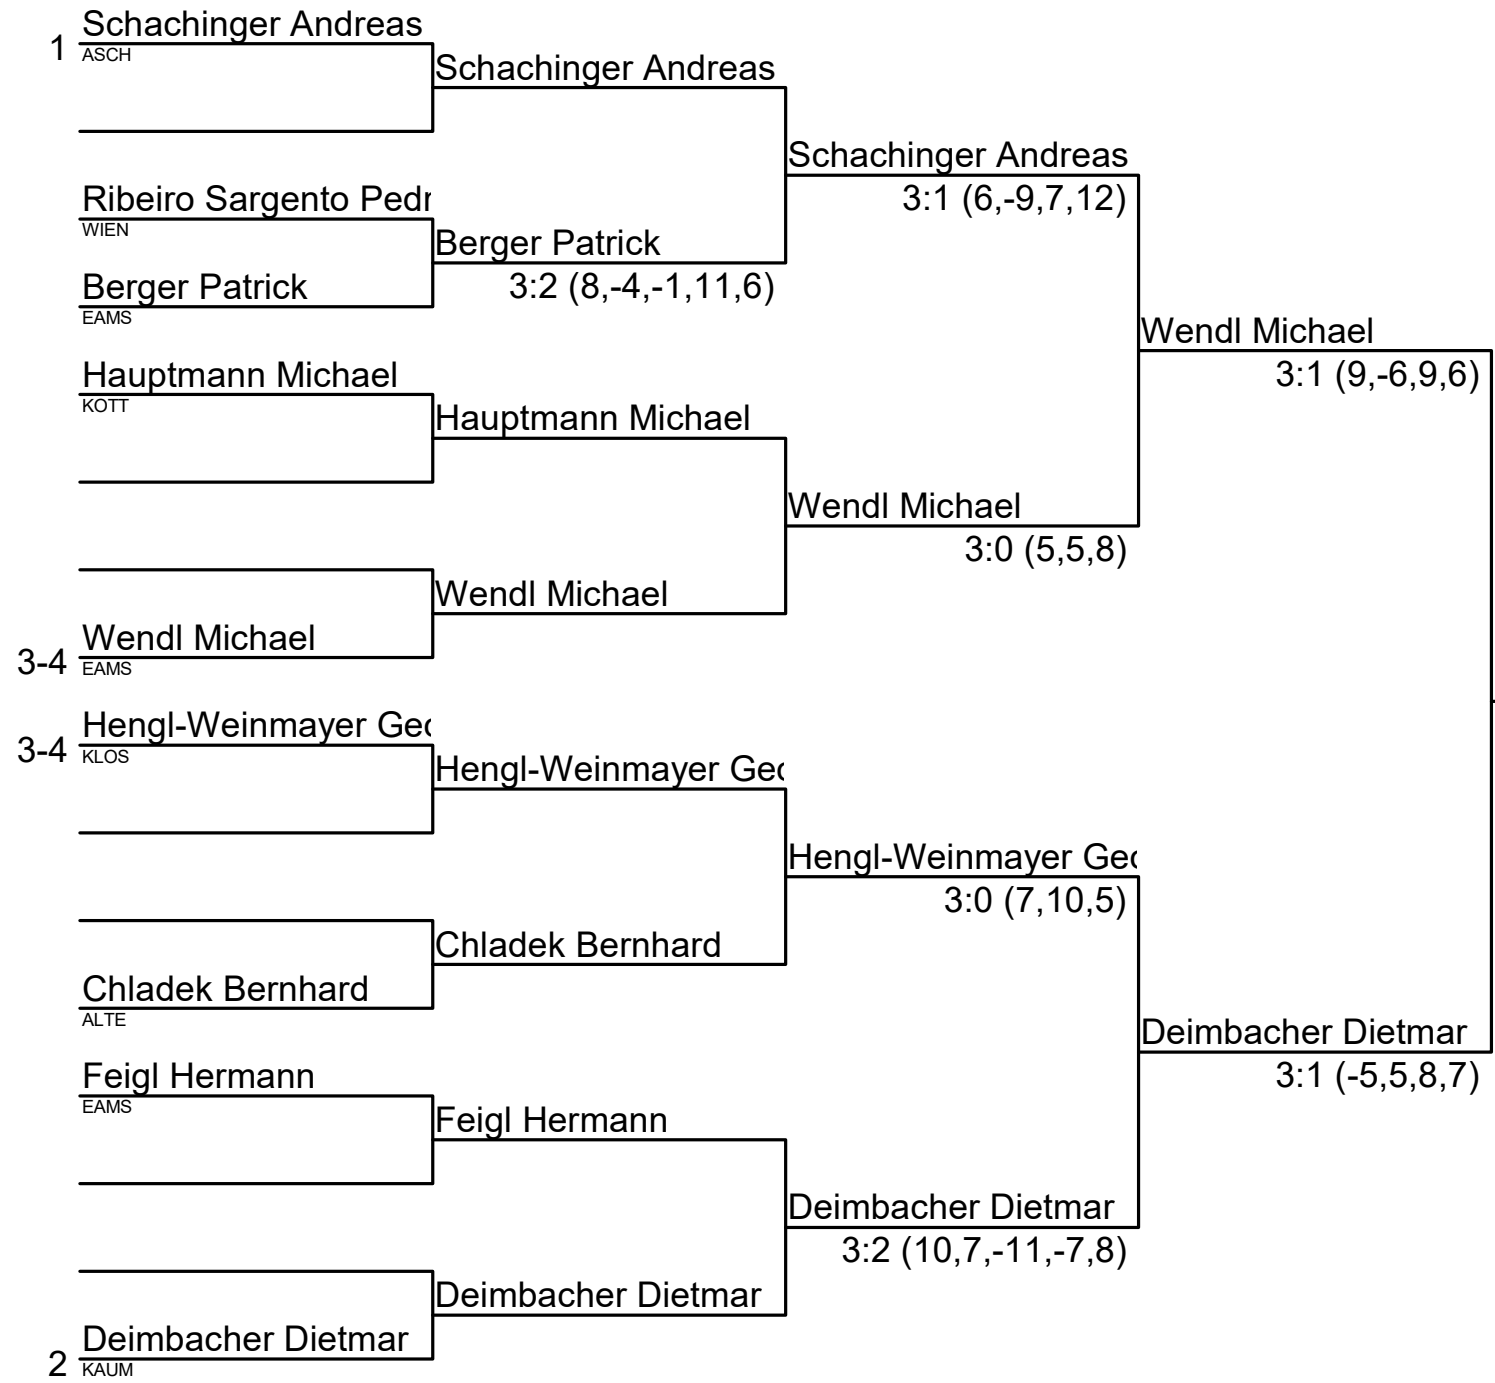 Schachinger Andreas
1
ASCH
Schachinger Andreas
Schachinger Andreas
3:1 (6,-9,7,12)
Ribeiro Sargento Pedr
WIEN
Berger Patrick
3:2 (8,-4,-1,11,6)
Berger Patrick
EAMS
Wendl Michael
3:1 (9,-6,9,6)
Hauptmann Michael
KOTT
Hauptmann Michael
Wendl Michael
3:0 (5,5,8)
Wendl Michael
Wendl Michael
3-4
EAMS
Hengl-Weinmayer Geo
3-4
KLOS
Hengl-Weinmayer Geo
Hengl-Weinmayer Geo
3:0 (7,10,5)
Chladek Bernhard
Chladek Bernhard
ALTE
Deimbacher Dietmar
3:1 (-5,5,8,7)
Feigl Hermann
EAMS
Feigl Hermann
Deimbacher Dietmar
3:2 (10,7,-11,-7,8)
Deimbacher Dietmar
Deimbacher Dietmar
2
KAUM